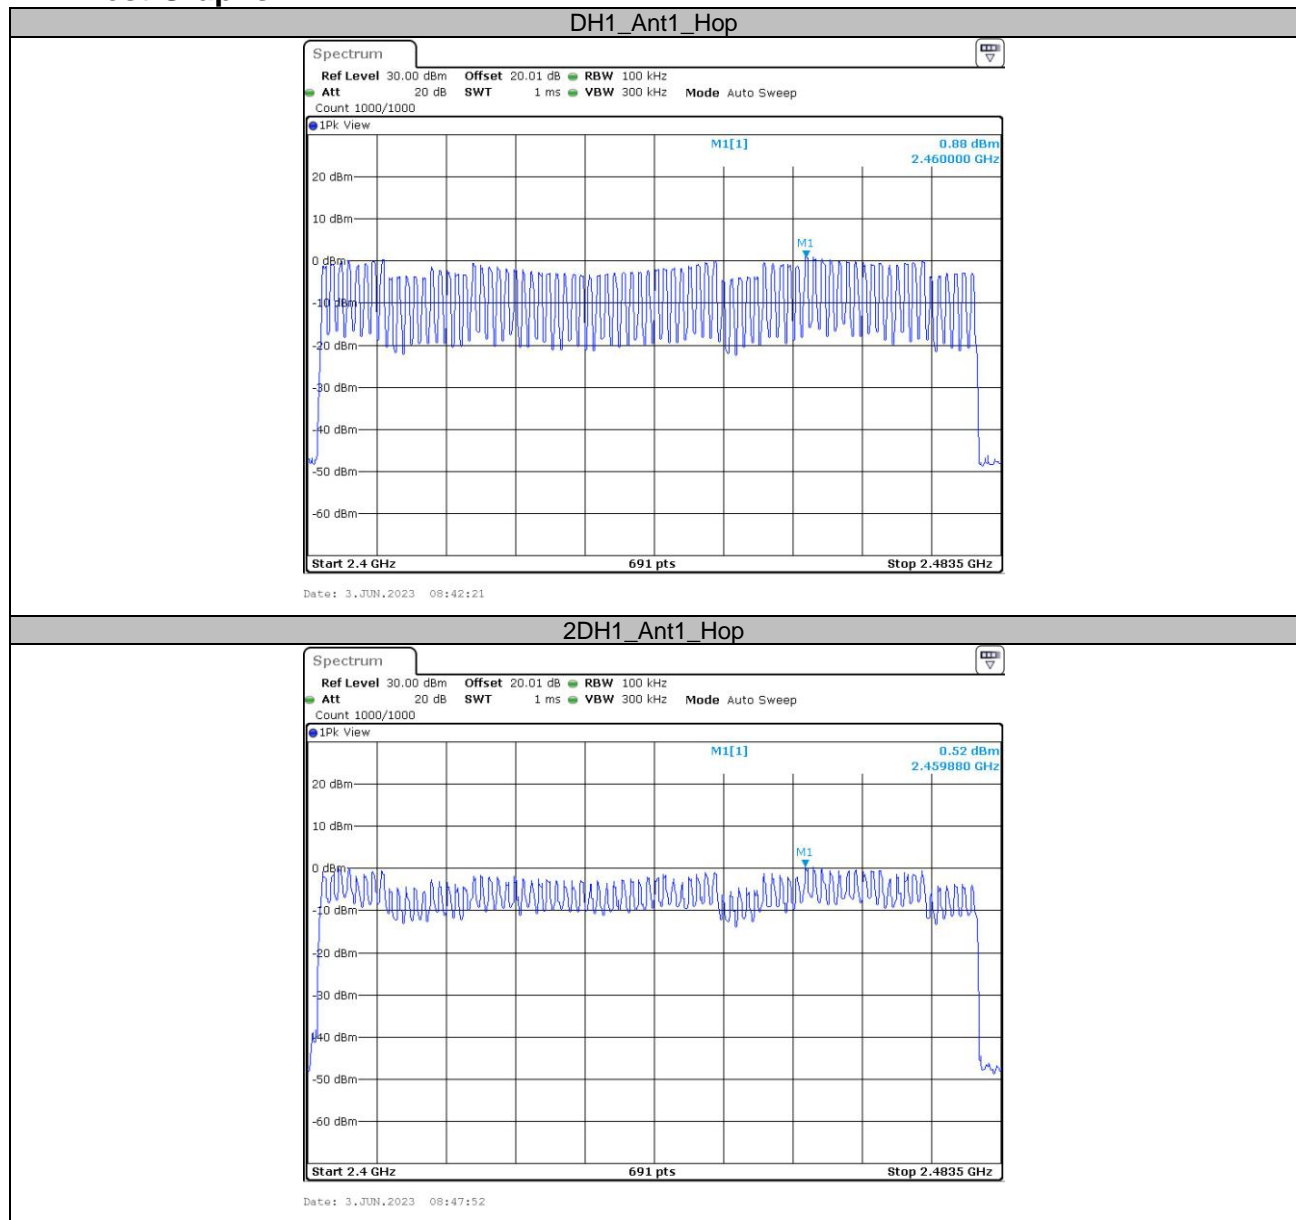 DH1_Ant1_Hop
Spectrum
Ref Level 30.00 dBm Offset 20.01 dB RBW 100 kHz
Att 20 dB SWT 1 ms VBW 300 kHz Mode Auto Sweep
Count 1000/1000
1Pk View
M1[1] 0.88 dBm
2.460000 GHz
20 dBm
10 dBm
M1
0 dBm
-10 dBm
-20 dBm
-30 dBm
-40 dBm
-50 dBm
-60 dBm
Start 2.4 GHz 691 pts Stop 2.4835 GHz
Date: 3.JUN.2023 08:42:21
2DH1_Ant1_Hop
Spectrum
Ref Level 30.00 dBm Offset 20.01 dB RBW 100 kHz
Att 20 dB SWT 1 ms VBW 300 kHz Mode Auto Sweep
Count 1000/1000
1Pk View
M1[1] 0.52 dBm
2.459880 GHz
20 dBm
10 dBm
M1
0 dBm
-10 dBm
-20 dBm
-30 dBm
-40 dBm
-50 dBm
-60 dBm
Start 2.4 GHz 691 pts Stop 2.4835 GHz
Date: 3.JUN.2023 08:47:52